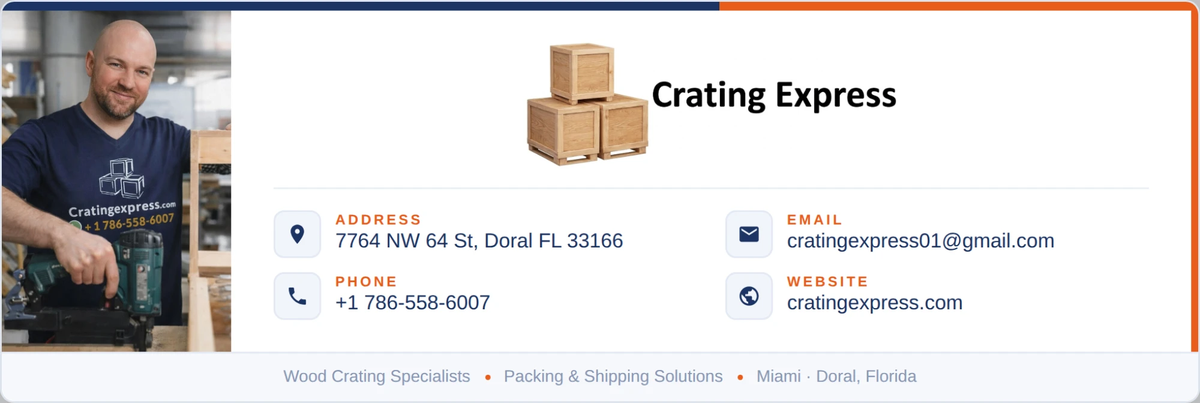 Crating Express
Cratingexpress.com
+1 786-558-6007
ADDRESS
7764 NW 64 St, Doral FL 33166
EMAIL
cratingexpress01@gmail.com
PHONE
+1 786-558-6007
WEBSITE
cratingexpress.com
Wood Crating Specialists • Packing & Shipping Solutions • Miami · Doral, Florida